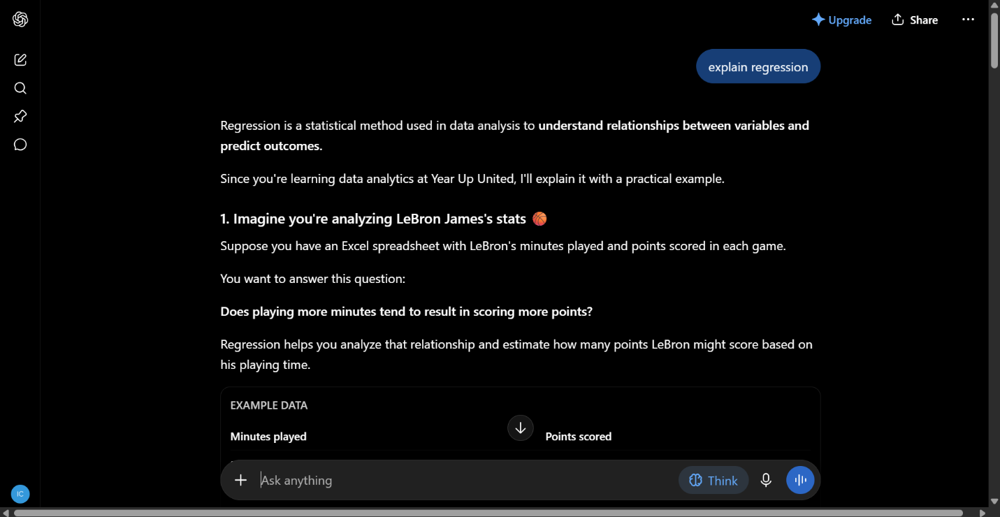 Upgrade
Share
explain regression
Regression is a statistical method used in data analysis to understand relationships between variables and
predict outcomes.
Since you're learning data analytics at Year Up United, I'll explain it with a practical example.
1. Imagine you're analyzing LeBron James's stats 🏀
Suppose you have an Excel spreadsheet with LeBron's minutes played and points scored in each game.
You want to answer this question:
Does playing more minutes tend to result in scoring more points?
Regression helps you analyze that relationship and estimate how many points LeBron might score based on
his playing time.
EXAMPLE DATA
Minutes played Points scored
Ask anything
Think
IC